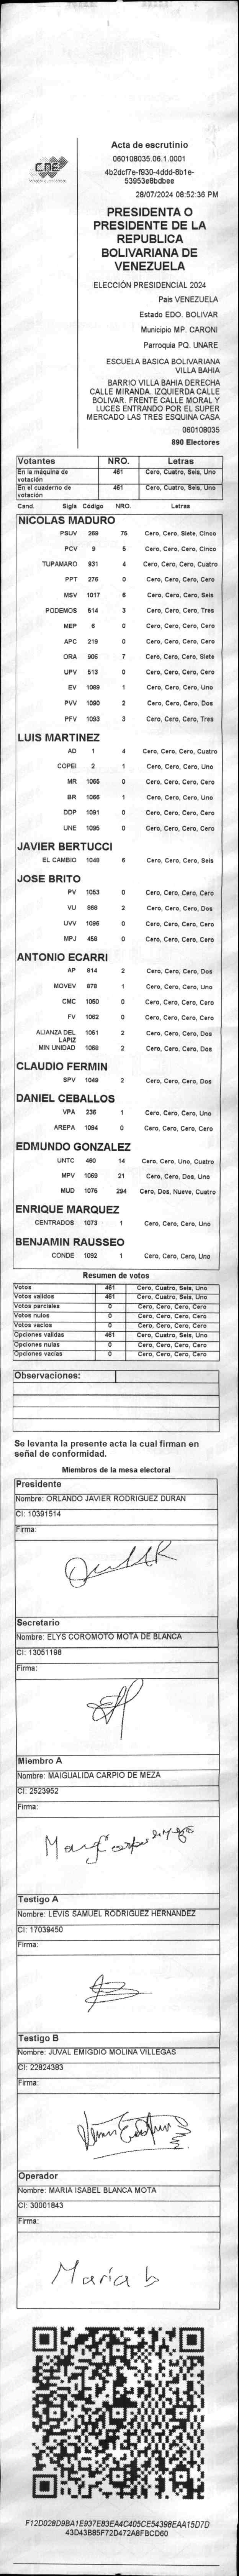 CNE
Acta de escrutinio
060108035.06.1.0001
4b2dcf7e-f930-4ddd-8b1e-
53953e8bdbee
28/07/2024 08:52:36 PM
PRESIDENTA O
PRESIDENTE DE LA
REPUBLICA
BOLIVARIANA DE
VENEZUELA
ELECCIÓN PRESIDENCIAL 2024
País VENEZUELA
Estado EDO. BOLIVAR
Municipio MP. CARONI
Parroquia PQ. UNARE
ESCUELA BASICA BOLIVARIANA
VILLA BAHIA
BARRIO VILLA BAHIA DERECHA
CALLE MIRANDA. IZQUIERDA CALLE
BOLIVAR. FRENTE CALLE MORAL Y
LUCES ENTRANDO POR EL SUPER
MERCADO LAS TRES ESQUINA CASA
060108035
890 Electores
Votantes NRO. Letras
En la máquina de votación 461 Cero, Cuatro, Seis, Uno
En el cuaderno de votación 461 Cero, Cuatro, Seis, Uno
Cand. Sigla Código NRO. Letras
NICOLAS MADURO
PSUV 269 75 Cero, Cero, Siete, Cinco
PCV 9 5 Cero, Cero, Cero, Cinco
TUPAMARO 931 4 Cero, Cero, Cero, Cuatro
PPT 276 0 Cero, Cero, Cero, Cero
MSV 1017 6 Cero, Cero, Cero, Seis
PODEMOS 514 3 Cero, Cero, Cero, Tres
MEP 6 0 Cero, Cero, Cero, Cero
APC 219 0 Cero, Cero, Cero, Cero
ORA 906 7 Cero, Cero, Cero, Siete
UPV 513 0 Cero, Cero, Cero, Cero
EV 1089 1 Cero, Cero, Cero, Uno
PVV 1090 2 Cero, Cero, Cero, Dos
PFV 1093 3 Cero, Cero, Cero, Tres
LUIS MARTINEZ
AD 1 4 Cero, Cero, Cero, Cuatro
COPEI 2 1 Cero, Cero, Cero, Uno
MR 1065 0 Cero, Cero, Cero, Cero
BR 1066 1 Cero, Cero, Cero, Uno
DDP 1091 0 Cero, Cero, Cero, Cero
UNE 1095 0 Cero, Cero, Cero, Cero
JAVIER BERTUCCI
EL CAMBIO 1048 6 Cero, Cero, Cero, Seis
JOSE BRITO
PV 1053 0 Cero, Cero, Cero, Cero
VU 868 2 Cero, Cero, Cero, Dos
UVV 1096 0 Cero, Cero, Cero, Cero
MPJ 458 0 Cero, Cero, Cero, Cero
ANTONIO ECARRI
AP 814 2 Cero, Cero, Cero, Dos
MOVEV 878 1 Cero, Cero, Cero, Uno
CMC 1050 0 Cero, Cero, Cero, Cero
FV 1062 0 Cero, Cero, Cero, Cero
ALIANZA DEL LAPIZ 1051 2 Cero, Cero, Cero, Dos
MIN UNIDAD 1068 2 Cero, Cero, Cero, Dos
CLAUDIO FERMIN
SPV 1049 2 Cero, Cero, Cero, Dos
DANIEL CEBALLOS
VPA 236 1 Cero, Cero, Cero, Uno
AREPA 1094 0 Cero, Cero, Cero, Cero
EDMUNDO GONZALEZ
UNTC 460 14 Cero, Cero, Uno, Cuatro
MPV 1069 21 Cero, Cero, Dos, Uno
MUD 1075 294 Cero, Dos, Nueve, Cuatro
ENRIQUE MARQUEZ
CENTRADOS 1073 1 Cero, Cero, Cero, Uno
BENJAMIN RAUSSEO
CONDE 1092 1 Cero, Cero, Cero, Uno
Resumen de votos
Votos 461 Cero, Cuatro, Seis, Uno
Votos validos 461 Cero, Cuatro, Seis, Uno
Votos parciales 0 Cero, Cero, Cero, Cero
Votos nulos 0 Cero, Cero, Cero, Cero
Votos vacios 0 Cero, Cero, Cero, Cero
Opciones validas 461 Cero, Cuatro, Seis, Uno
Opciones nulas 0 Cero, Cero, Cero, Cero
Opciones vacias 0 Cero, Cero, Cero, Cero
Observaciones:
Se levanta la presente acta la cual firman en
señal de conformidad.
Miembros de la mesa electoral
Presidente
Nombre: ORLANDO JAVIER RODRIGUEZ DURAN
CI: 10391514
Firma:
Secretario
Nombre: ELYS COROMOTO MOTA DE BLANCA
CI: 13051198
Firma:
Miembro A
Nombre: MAIGUALIDA CARPIO DE MEZA
CI: 2523952
Firma:
Testigo A
Nombre: LEVIS SAMUEL RODRIGUEZ HERNANDEZ
CI: 17039450
Firma:
Testigo B
Nombre: JUVAL EMIGDIO MOLINA VILLEGAS
CI: 22824383
Firma:
Operador
Nombre: MARIA ISABEL BLANCA MOTA
CI: 30001843
Firma:
Maria b
F12D028D9BA1E937E83EA4C405CE54398EAA15D7D
43D43B85F72D472A8FBCD60